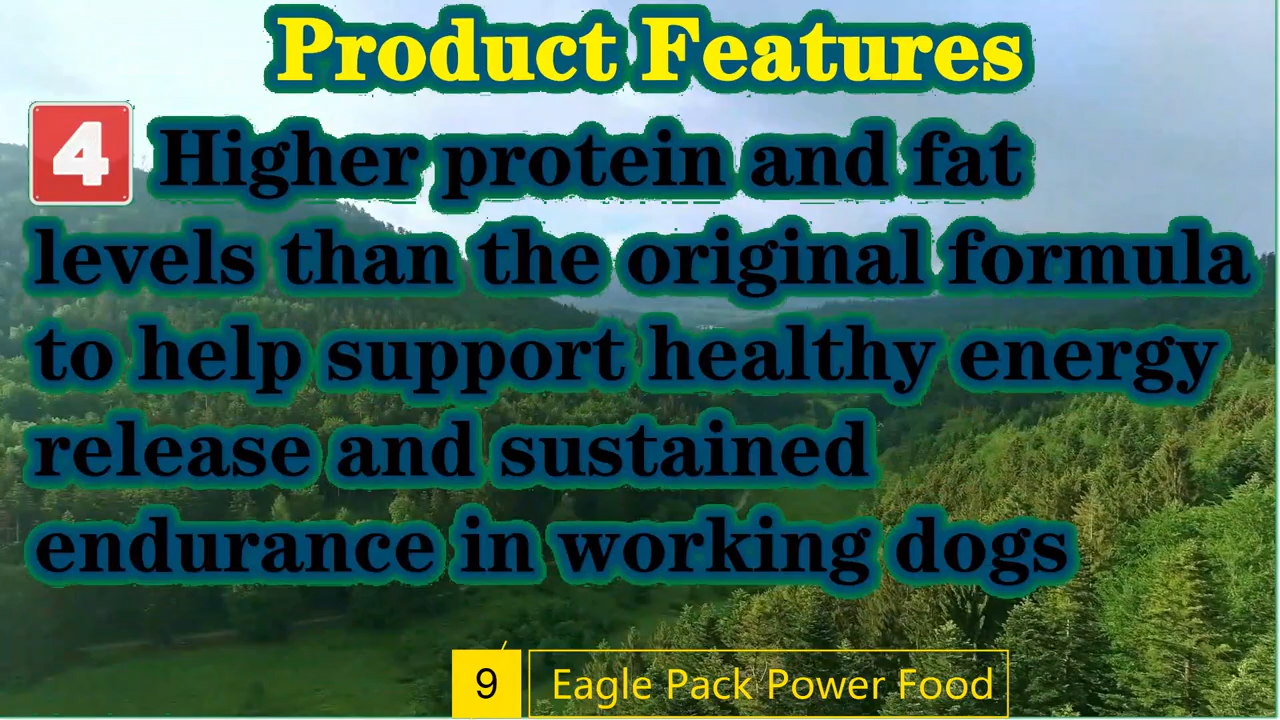 Product Features
4 Higher protein and fat
levels than the original formula
to help support healthy energy
release and sustained
endurance in working dogs
9 Eagle Pack Power Food